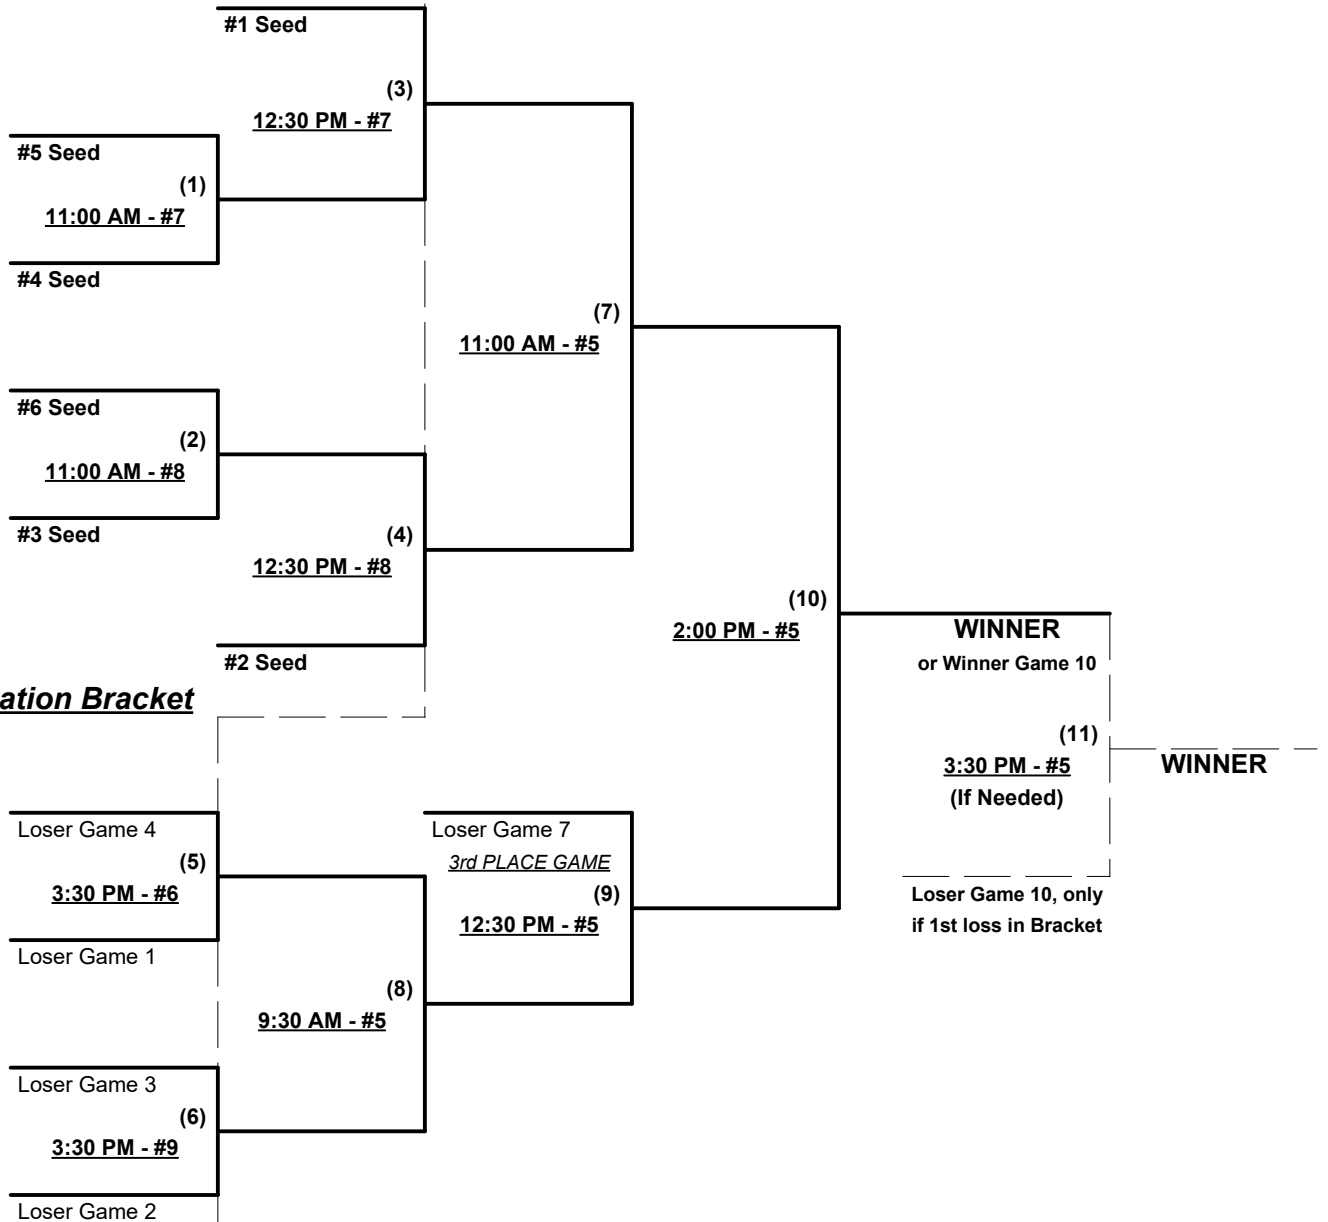 #1 Seed
(3)
12:30 PM - #7
#5 Seed
(1)
11:00 AM - #7
#4 Seed
(7)
11:00 AM - #5
#6 Seed
(2)
11:00 AM - #8
#3 Seed
(4)
12:30 PM - #8
#2 Seed
(10)
2:00 PM - #5
WINNER
or Winner Game 10
(11)
3:30 PM - #5
(If Needed)
WINNER
Loser Game 10, only
if 1st loss in Bracket
ation Bracket
Loser Game 4
(5)
3:30 PM - #6
Loser Game 1
Loser Game 7
3rd PLACE GAME
(9)
12:30 PM - #5
(8)
9:30 AM - #5
Loser Game 3
(6)
3:30 PM - #9
Loser Game 2